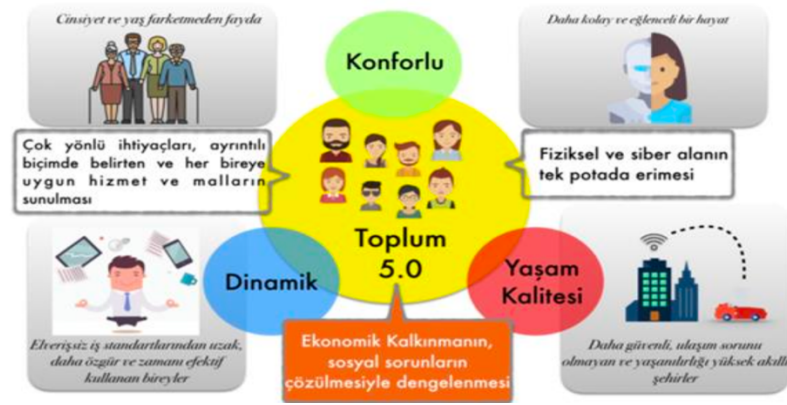 Cinsiyet ve yaş farketmeden fayda
Konforlu
Daha kolay ve eğlenceli bir hayat
Çok yönlü ihtiyaçları, ayrıntılı
biçimde belirten ve her bireye
uygun hizmet ve malların
sunulması
Fiziksel ve siber alanın
tek potada erimesi
Toplum
5.0
Dinamik
Yaşam
Kalitesi
Elverişsiz iş standartlarından uzak,
daha özgür ve zamanı efektif
kullanan bireyler
Ekonomik Kalkınmanın,
sosyal sorunların
çözülmesiyle dengelenmesi
Daha güvenli, ulaşım sorunu
olmayan ve yaşanılırlığı yüksek akıllı
şehirler